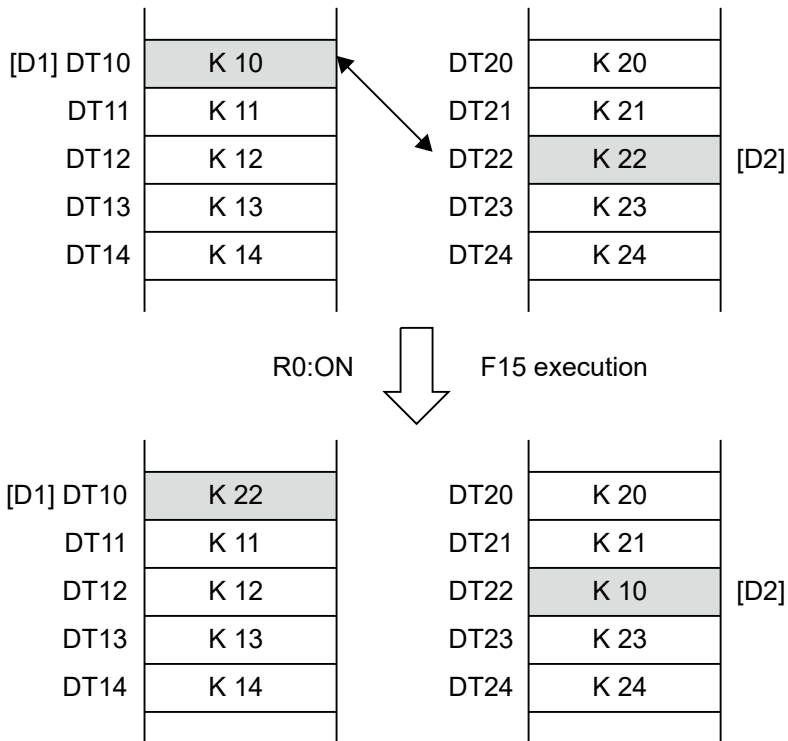 [D1] DT10 K 10 DT20 K 20
DT11 K 11 DT21 K 21
DT12 K 12 DT22 K 22 [D2]
DT13 K 13 DT23 K 23
DT14 K 14 DT24 K 24
R0:ON F15 execution
[D1] DT10 K 22 DT20 K 20
DT11 K 11 DT21 K 21
DT12 K 12 DT22 K 10 [D2]
DT13 K 13 DT23 K 23
DT14 K 14 DT24 K 24